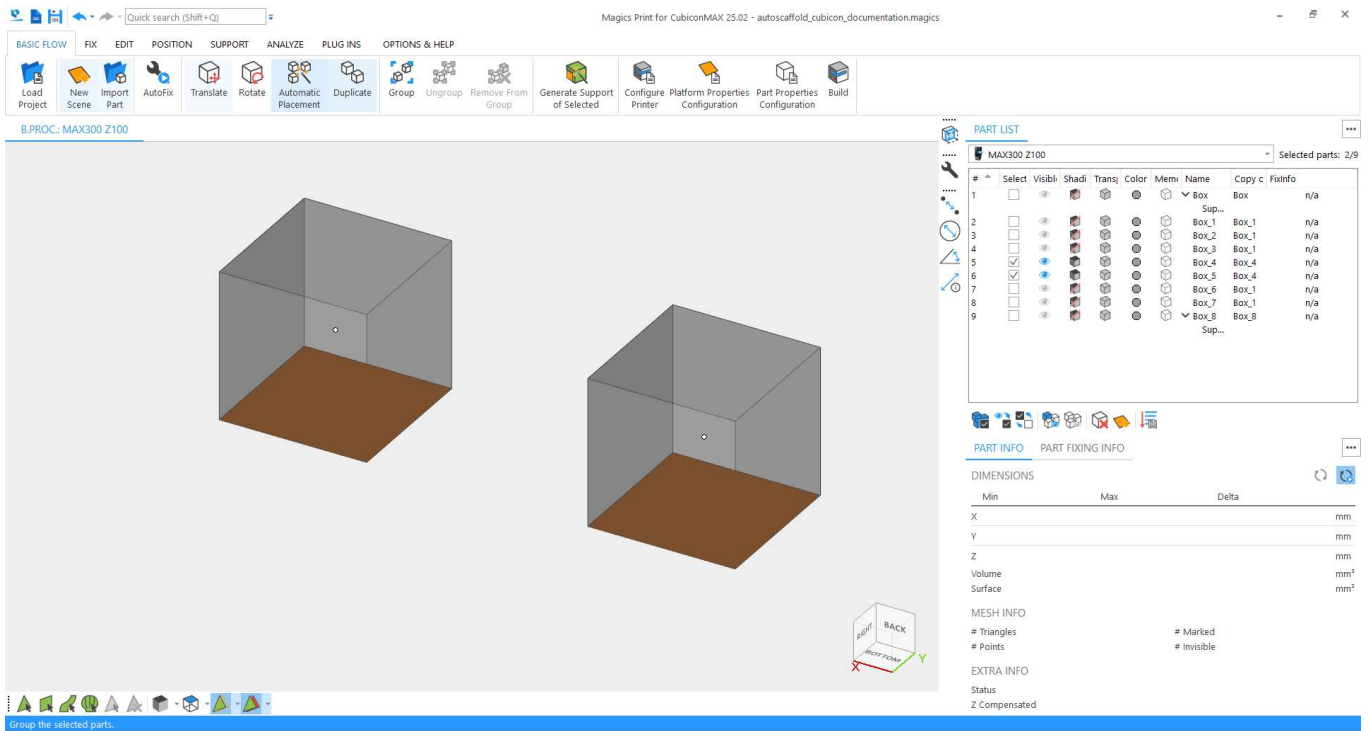 Quick search (Shift+Q)
Magics Print for CubiconMAX 25.02 - autoscaffold_cubicon_documentation.magics
BASIC FLOW FIX EDIT POSITION SUPPORT ANALYZE PLUG INS OPTIONS & HELP
Load Project
New Scene
Import Part
AutoFix
Translate
Rotate
Automatic Placement
Duplicate
Group
Ungroup
Remove From Group
Generate Support of Selected
Configure Printer
Platform Properties Configuration
Part Properties Configuration
Build
B.PROC.: MAX300 Z100
PART LIST
MAX300 Z100
Selected parts: 2/9
# Select Visibl Shadi Transp Color Mem Name Copy c FixInfo
1 Box Box n/a
Sup...
2 Box_1 Box_1 n/a
3 Box_2 Box_1 n/a
4 Box_3 Box_1 n/a
5 Box_4 Box_4 n/a
6 Box_5 Box_4 n/a
7 Box_6 Box_1 n/a
8 Box_7 Box_1 n/a
9 Box_8 Box_8 n/a
Sup...
PART INFO PART FIXING INFO
DIMENSIONS
Min Max Delta
X mm
Y mm
Z mm
Volume mm³
Surface mm²
MESH INFO
# Triangles # Marked
# Points # Invisible
EXTRA INFO
Status
Z Compensated
RIGHT BACK
BOTTOM
X Y
Group the selected parts.